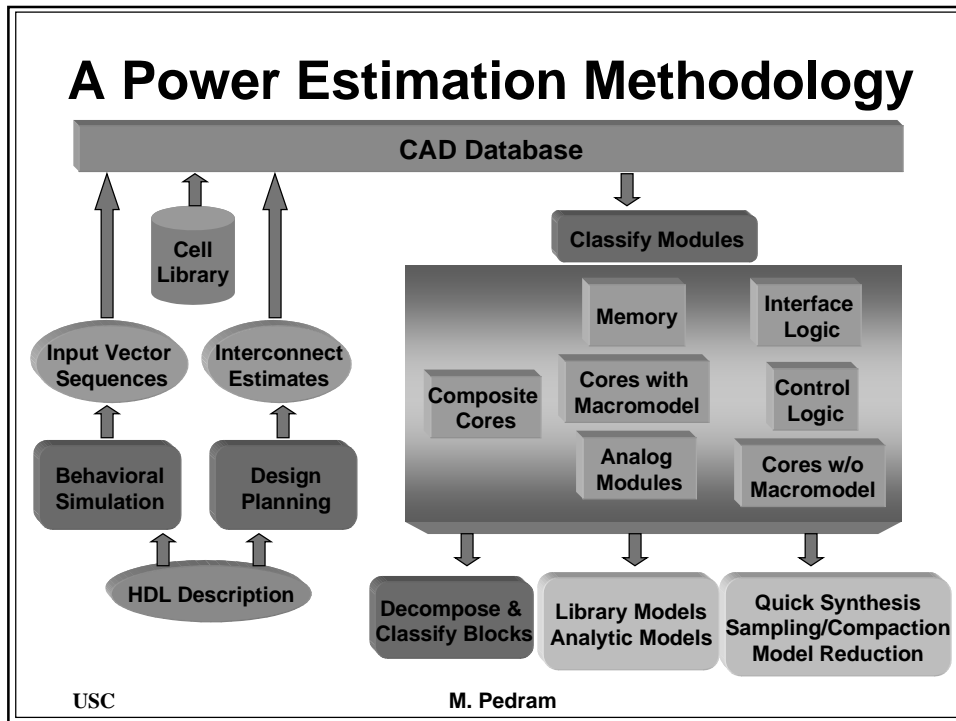 A Power Estimation Methodology
CAD Database
Cell
Library
Input Vector
Sequences
Interconnect
Estimates
Behavioral
Simulation
Design
Planning
HDL Description
Classify Modules
Composite
Cores
Memory
Cores with
Macromodel
Analog
Modules
Interface
Logic
Control
Logic
Cores w/o
Macromodel
Decompose &
Classify Blocks
Library Models
Analytic Models
Quick Synthesis
Sampling/Compaction
Model Reduction
USC
M. Pedram